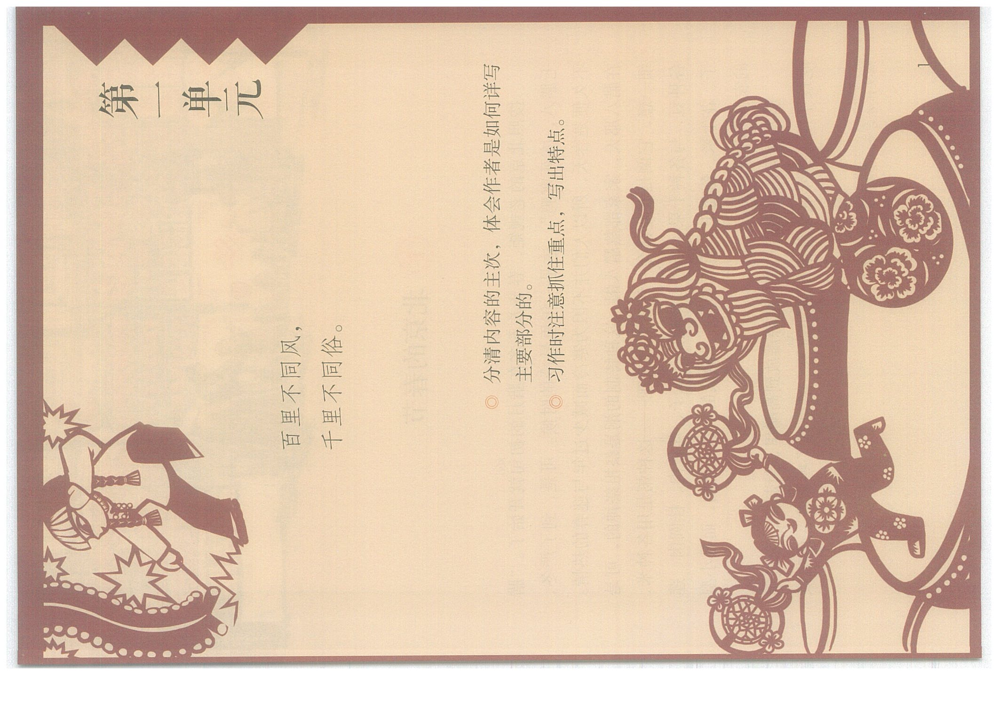 第一单元
百里不同风，
千里不同俗。
◎ 分清内容的主次，体会作者是如何详写
主要部分的。
◎ 习作时注意抓住重点，写出特点。
1